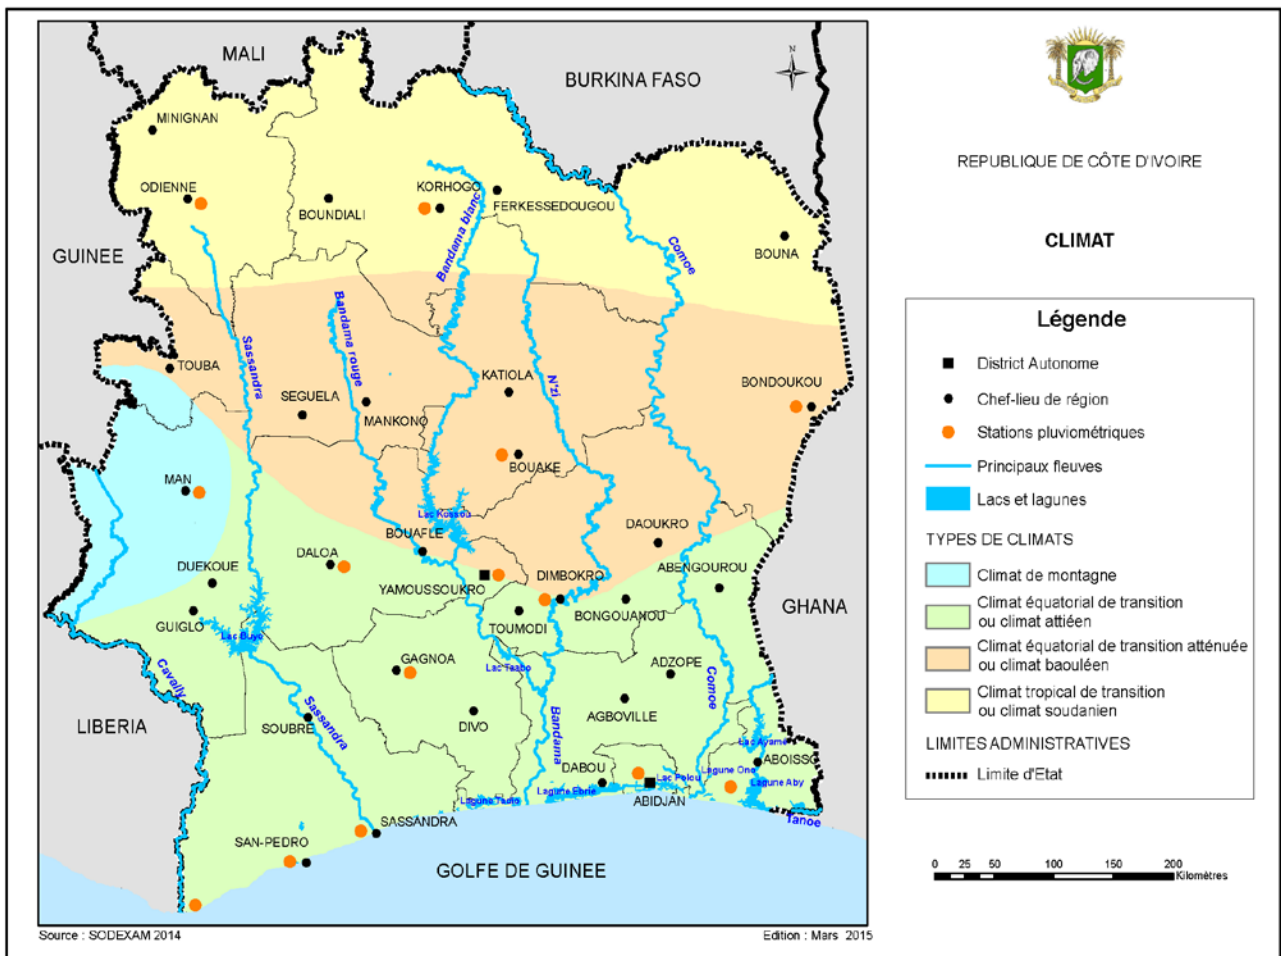 MALI
BURKINA FASO
N
MINIGNAN
ODIENNE
BOUNDIALI
KORHOGO
FERKESSEDOUGOU
Bandama blanc
Comoe
BOUNA
GUINEE
Bandama rouge
Sassandra
TOUBA
SEGUELA
MANKONO
KATIOLA
N'zi
BONDOUKOU
MAN
BOUAKE
Lac Kossou
BOUAFLE
DAOUKRO
DUEKOUE
DALOA
YAMOUSSOUKRO
DIMBOKRO
ABENGOUROU
GUIGLO
Lac Buyo
TOUMODI
BONGOUANOU
GHANA
Cavally
GAGNOA
Lac Taabo
ADZOPE
Comoe
LIBERIA
SOUBRE
Sassandra
DIVO
Bandama
AGBOVILLE
Lac Ayamé
ABOISSO
DABOU
Lac Polou
Lagune Ono
Lagune Aby
Lagune Tadio
Lagune Ebrie
ABIDJAN
Tanoe
SASSANDRA
SAN-PEDRO
GOLFE DE GUINEE
Source : SODEXAM 2014
Edition : Mars 2015
REPUBLIQUE DE CÔTE D'IVOIRE
CLIMAT
Légende
District Autonome
Chef-lieu de région
Stations pluviométriques
Principaux fleuves
Lacs et lagunes
TYPES DE CLIMATS
Climat de montagne
Climat équatorial de transition
ou climat attiéen
Climat équatorial de transition atténuée
ou climat baouléen
Climat tropical de transition
ou climat soudanien
LIMITES ADMINISTRATIVES
Limite d'Etat
0 25 50 100 150 200
Kilomètres